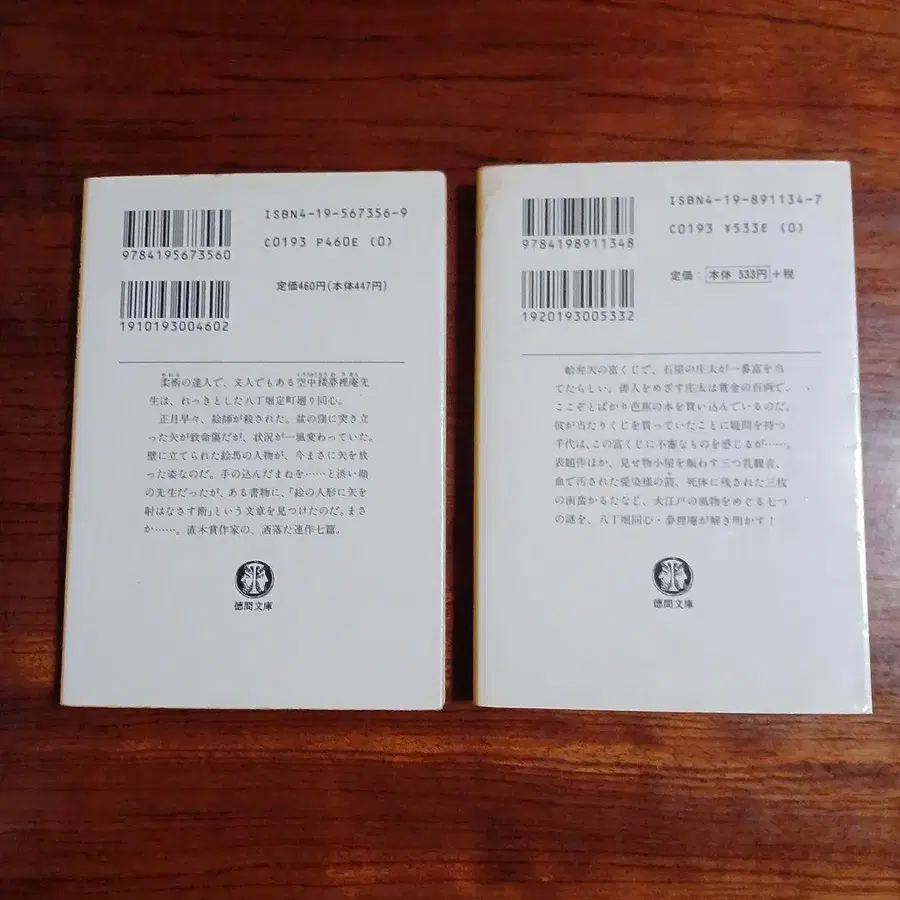 ISBN4-19-567356-9
C0193 P460E (0)
9784195673560
定価460円(本体447円)
1910193004602
柔術の達人で、文人でもある空中楼夢裡庵先
生は、れっきとした八丁堀定町廻り同心。
正月早々、絵師が殺された。盆の窪に突き立
った矢が致命傷だが、状況が一風変わっていた。
壁に立てられた絵馬の人物が、今まさに矢を放
った姿なのだ。手の込んだまねを……と渋い顔
の先生だったが、ある書物に、「絵の人形に矢を
射はなさす術」という文章を見つけたのだ。まさ
か……。直木賞作家の、洒落た連作七篇。
徳間文庫
ISBN4-19-891134-7
C0193 ¥533E (0)
9784198911348
定価: 本体 533円 +税
1920193005332
蛤弁天の富くじで、石屋の庄太が一番富を当
てたらしい。俳人をめざす庄太は賞金の百両で、
ここぞとばかり芭蕉の本を買い込んでいるのだ。
彼が当たりくじを買っていたことに疑問を持つ
千代は、この富くじに不審なものを感じるが……。
表題作ほか、見せ物小屋を賑わす三つ乳観音、
血で汚された愛染様の、死体に残された三枚
の南蛮かるたなど、大江戸の風物をめぐる七つ
の謎を、八丁堀同心・夢裡庵が解き明かす!
徳間文庫